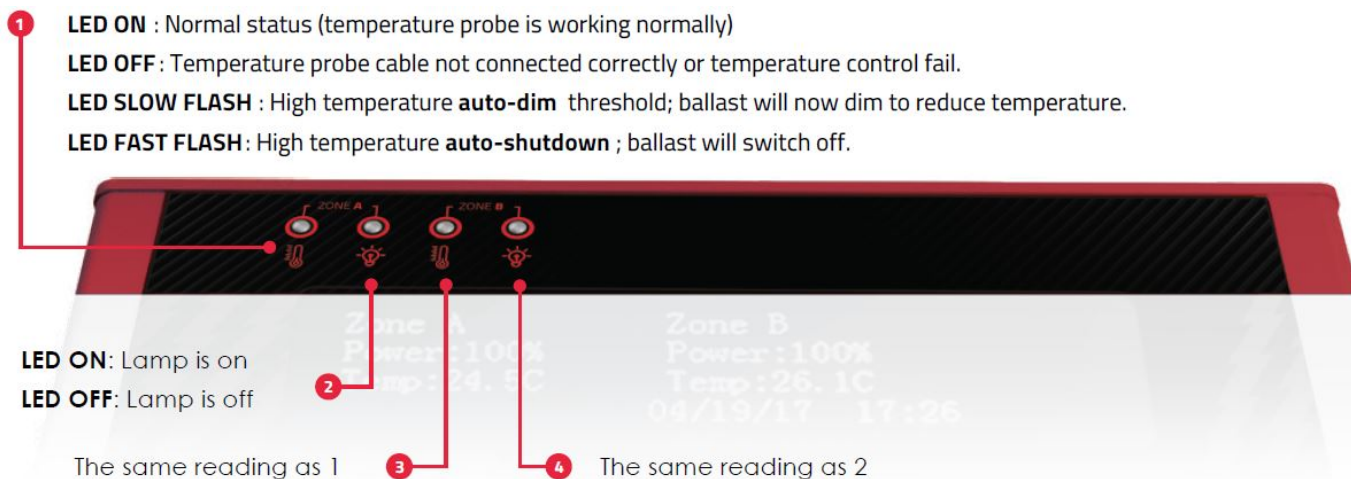 1 LED ON : Normal status (temperature probe is working normally)
LED OFF : Temperature probe cable not connected correctly or temperature control fail.
LED SLOW FLASH : High temperature auto-dim threshold; ballast will now dim to reduce temperature.
LED FAST FLASH : High temperature auto-shutdown ; ballast will switch off.
ZONE A ZONE B
Zone A Zone B
Power:100% Power:100%
Temp:24.5C Temp:26.1C
04/19/17 17:26
LED ON: Lamp is on
2
LED OFF: Lamp is off
The same reading as 1 3 4 The same reading as 2